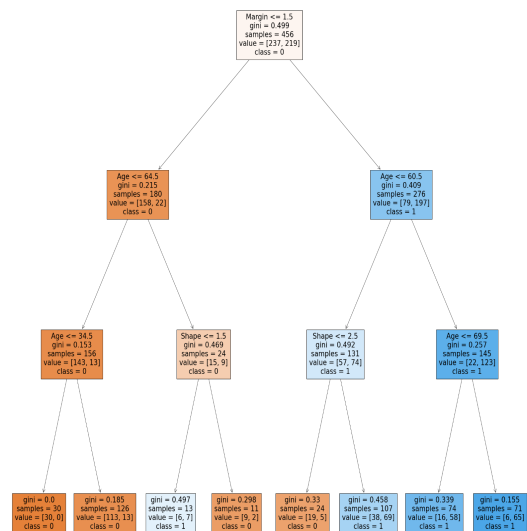 Margin <= 1.5
gini = 0.499
samples = 456
value = [237, 219]
class = 0
Age <= 64.5
gini = 0.215
samples = 180
value = [158, 22]
class = 0
Age <= 60.5
gini = 0.409
samples = 276
value = [79, 197]
class = 1
Age <= 34.5
gini = 0.153
samples = 156
value = [143, 13]
class = 0
Shape <= 1.5
gini = 0.469
samples = 24
value = [15, 9]
class = 0
Shape <= 2.5
gini = 0.492
samples = 131
value = [57, 74]
class = 1
Age <= 69.5
gini = 0.257
samples = 145
value = [22, 123]
class = 1
gini = 0.0
samples = 30
value = [30, 0]
class = 0
gini = 0.185
samples = 126
value = [113, 13]
class = 0
gini = 0.497
samples = 13
value = [6, 7]
class = 1
gini = 0.298
samples = 11
value = [9, 2]
class = 0
gini = 0.33
samples = 24
value = [19, 5]
class = 0
gini = 0.458
samples = 107
value = [38, 69]
class = 1
gini = 0.339
samples = 74
value = [16, 58]
class = 1
gini = 0.155
samples = 71
value = [6, 65]
class = 1